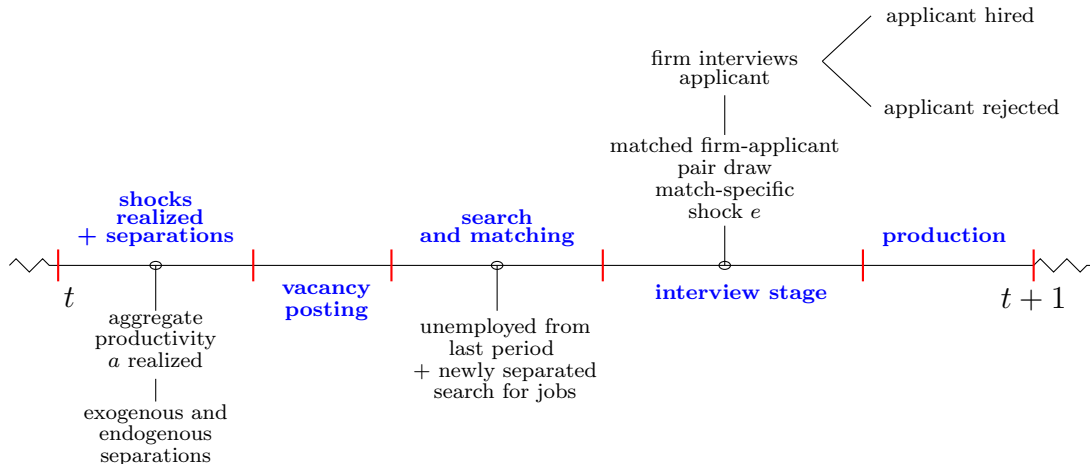 applicant hired
firm interviews
applicant
applicant rejected
matched firm-applicant
pair draw
match-specific
shock e
shocks
realized
+ separations
search
and matching
production
vacancy
posting
interview stage
t
t + 1
aggregate
productivity
a realized
unemployed from
last period
+ newly separated
search for jobs
exogenous and
endogenous
separations